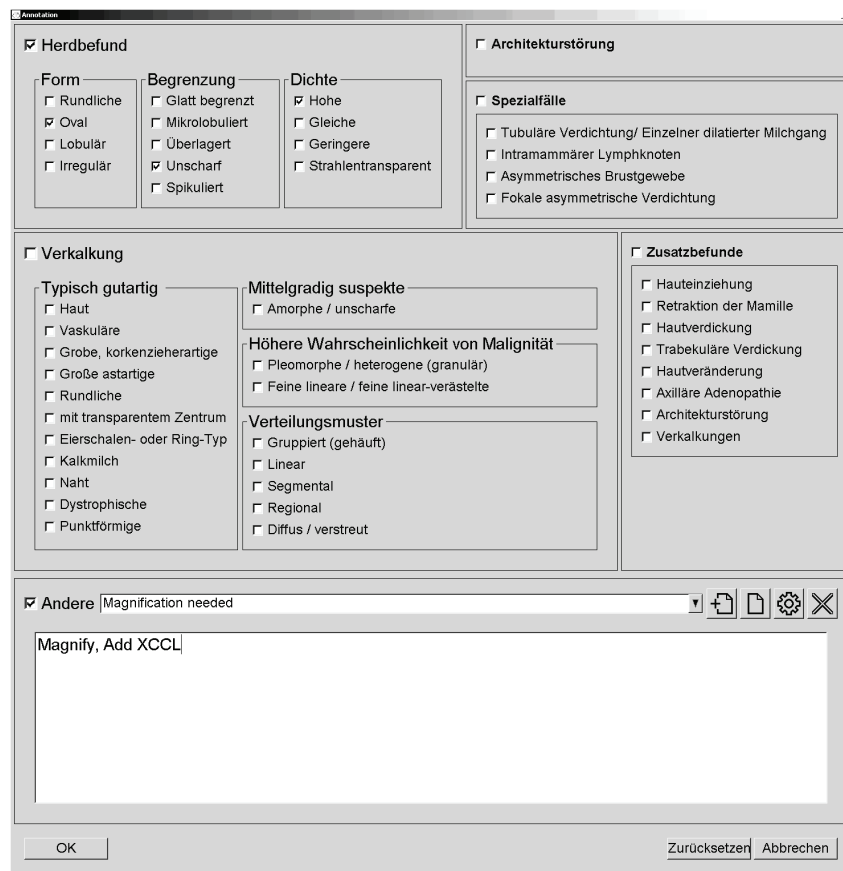 Annotation
Herdbefund
Form
Rundliche
Oval
Lobulär
Irregulär
Begrenzung
Glatt begrenzt
Mikrolobuliert
Überlagert
Unscharf
Spikuliert
Dichte
Hohe
Gleiche
Geringere
Strahlentransparent
Architekturstörung
Spezialfälle
Tubuläre Verdichtung/ Einzelner dilatierter Milchgang
Intramammärer Lymphknoten
Asymmetrisches Brustgewebe
Fokale asymmetrische Verdichtung
Verkalkung
Typisch gutartig
Haut
Vaskuläre
Grobe, korkenzieherartige
Große astartige
Rundliche
mit transparentem Zentrum
Eierschalen- oder Ring-Typ
Kalkmilch
Naht
Dystrophische
Punktförmige
Mittelgradig suspekte
Amorphe / unscharfe
Höhere Wahrscheinlichkeit von Malignität
Pleomorphe / heterogene (granulär)
Feine lineare / feine linear-verästelte
Verteilungsmuster
Gruppiert (gehäuft)
Linear
Segmental
Regional
Diffus / verstreut
Zusatzbefunde
Hauteinziehung
Retraktion der Mamille
Hautverdickung
Trabekuläre Verdickung
Hautveränderung
Axilläre Adenopathie
Architekturstörung
Verkalkungen
Andere Magnification needed
Magnify, Add XCCL
OK
Zurücksetzen
Abbrechen